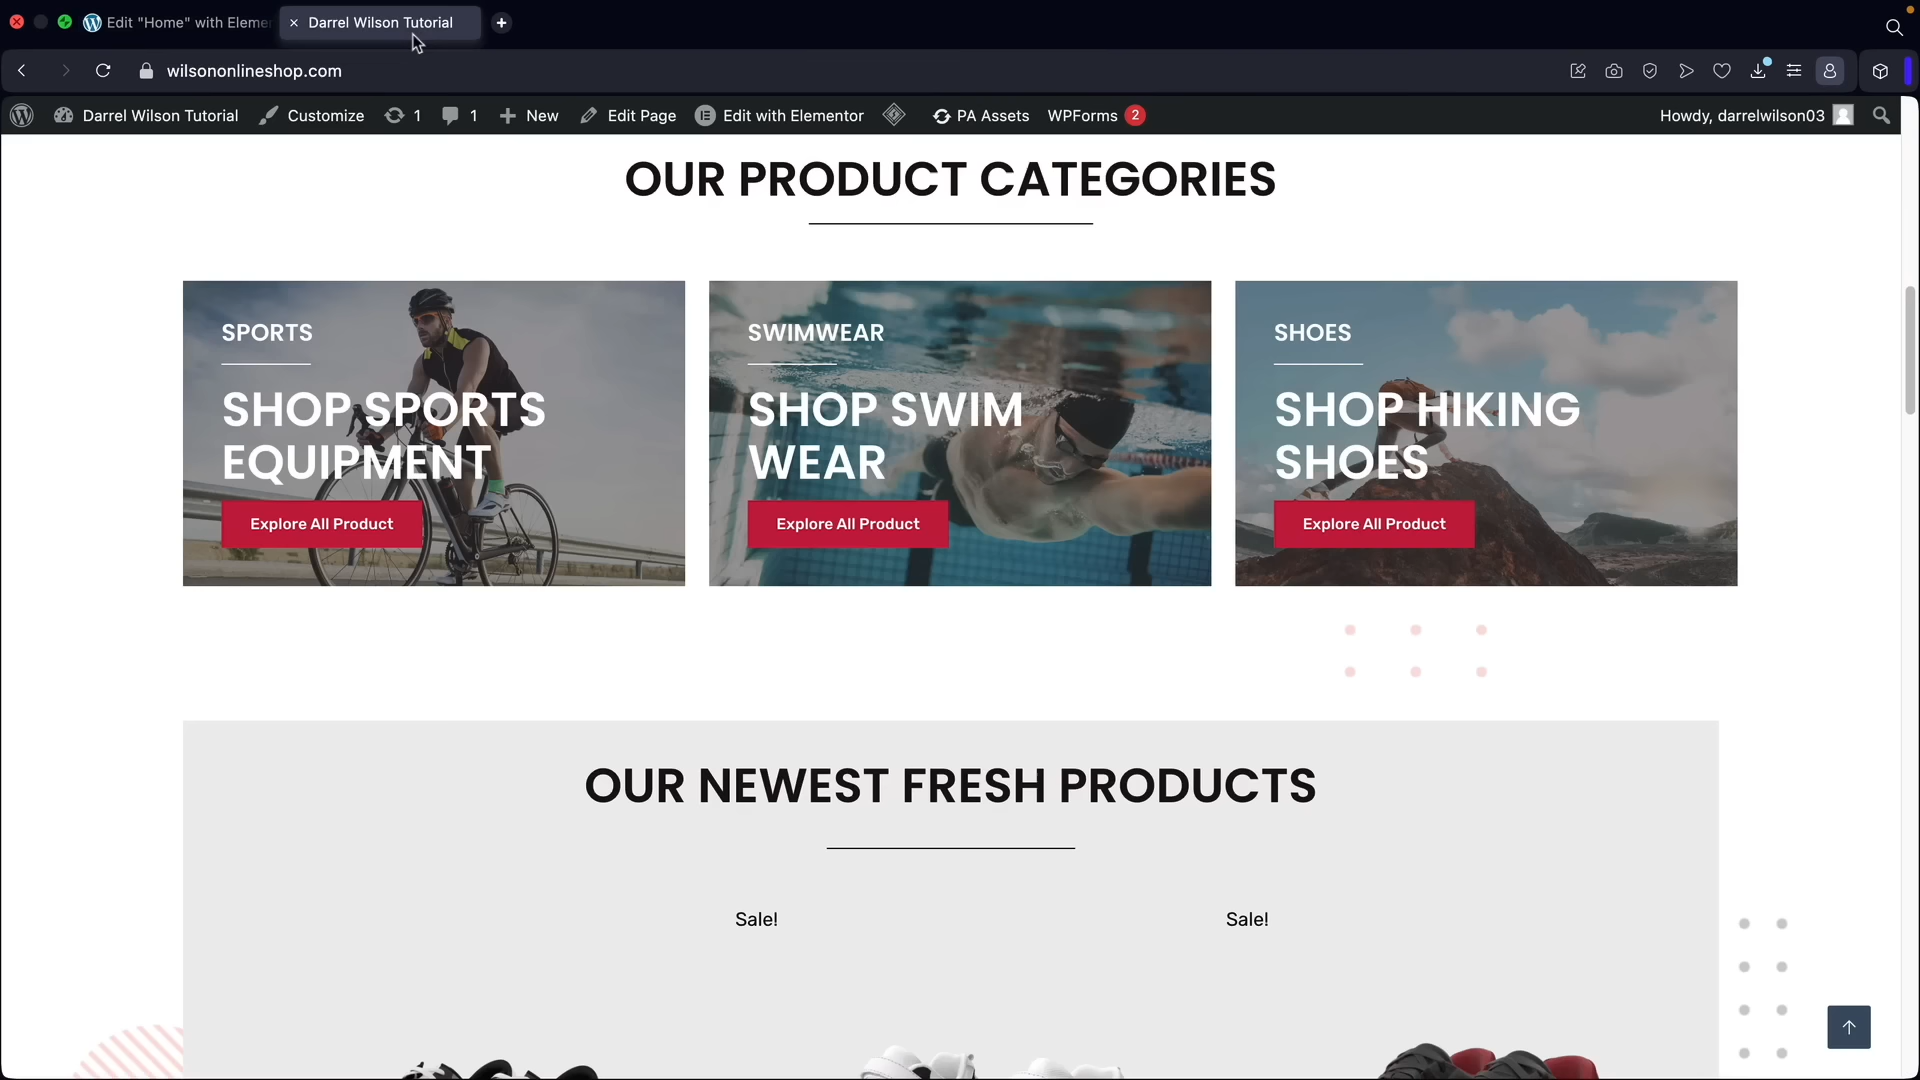 Edit "Home" with Eleme
Darrel Wilson Tutorial
wilsononlineshop.com
Darrel Wilson Tutorial Customize 1 1 New Edit Page Edit with Elementor PA Assets WPForms 2 Howdy, darrelwilson03
OUR PRODUCT CATEGORIES
SPORTS
SHOP SPORTS
EQUIPMENT
Explore All Product
SWIMWEAR
SHOP SWIM
WEAR
Explore All Product
SHOES
SHOP HIKING
SHOES
Explore All Product
OUR NEWEST FRESH PRODUCTS
Sale!
Sale!